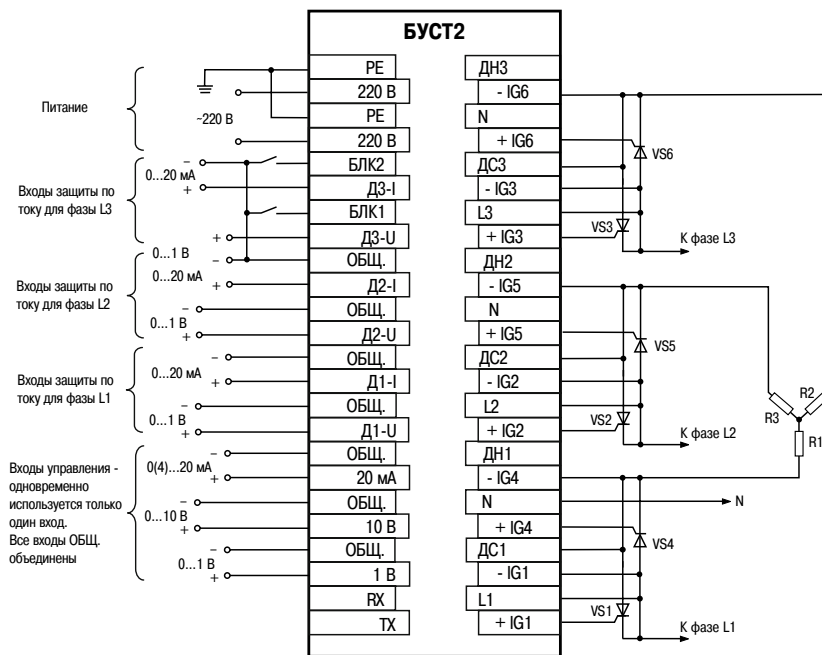 БУСТ2
Питание
~220 В
Входы защиты по
току для фазы L3
−
0...20 мА
+
+
0...1 В
−
Входы защиты по
току для фазы L2
0...20 мА
+
−
0...1 В
+
Входы защиты по
току для фазы L1
−
0...20 мА
+
−
0...1 В
+
Входы управления -
одновременно
используется только
один вход.
Все входы ОБЩ.
объединены
−
0(4)...20 мА
+
−
0...10 В
+
−
0...1 В
+
PE
220 В
PE
220 В
БЛК2
Д3-I
БЛК1
Д3-U
ОБЩ.
Д2-I
ОБЩ.
Д2-U
ОБЩ.
Д1-I
ОБЩ.
Д1-U
ОБЩ.
20 мА
ОБЩ.
10 В
ОБЩ.
1 В
RX
TX
ДН3
- IG6
N
+ IG6
ДС3
- IG3
L3
+ IG3
ДН2
- IG5
N
+ IG5
ДС2
- IG2
L2
+ IG2
ДН1
- IG4
N
+ IG4
ДС1
- IG1
L1
+ IG1
VS6
VS3
К фазе L3
VS5
VS2
К фазе L2
R2
R3
R1
N
VS4
VS1
К фазе L1